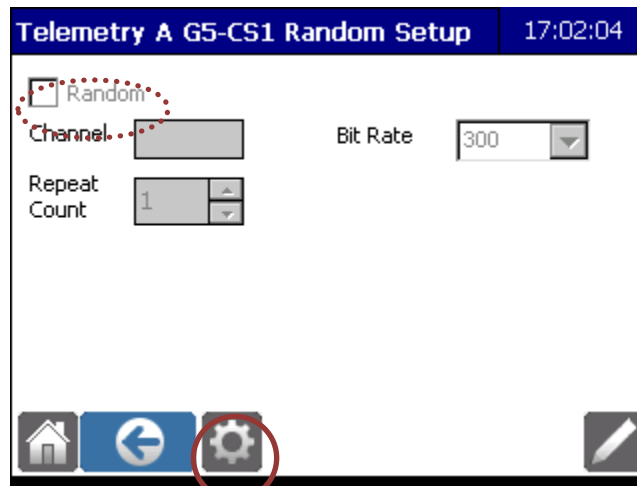 Telemetry A G5-CS1 Random Setup 17:02:04
Random
Channel Bit Rate 300
Repeat
Count 1